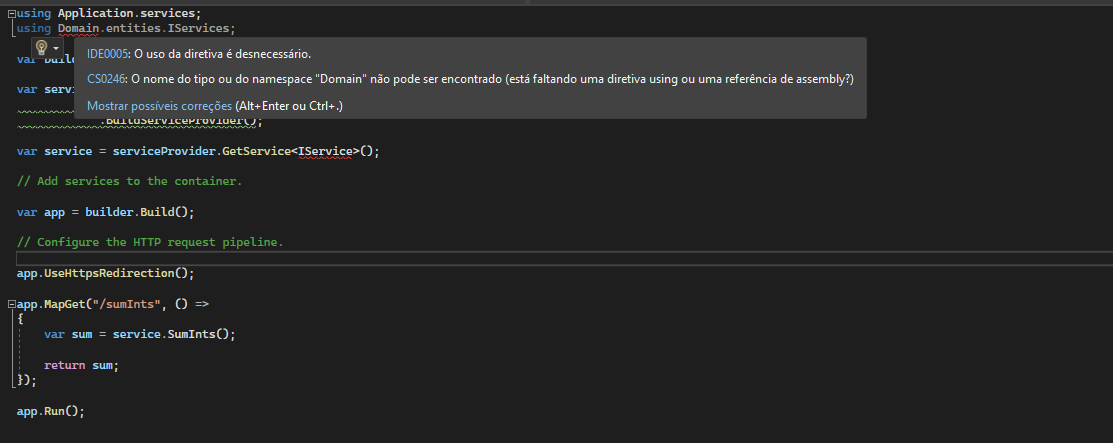 using Application.services;
using Domain.entities.IServices;
IDE0005: O uso da diretiva é desnecessário.
var buil
CS0246: O nome do tipo ou do namespace "Domain" não pode ser encontrado (está faltando uma diretiva using ou uma referência de assembly?)
var servi
Mostrar possíveis correções (Alt+Enter ou Ctrl+.)
.BuildServiceProvider();
var service = serviceProvider.GetService<IService>();
// Add services to the container.
var app = builder.Build();
// Configure the HTTP request pipeline.
app.UseHttpsRedirection();
app.MapGet("/sumInts", () =>
{
var sum = service.SumInts();
return sum;
});
app.Run();